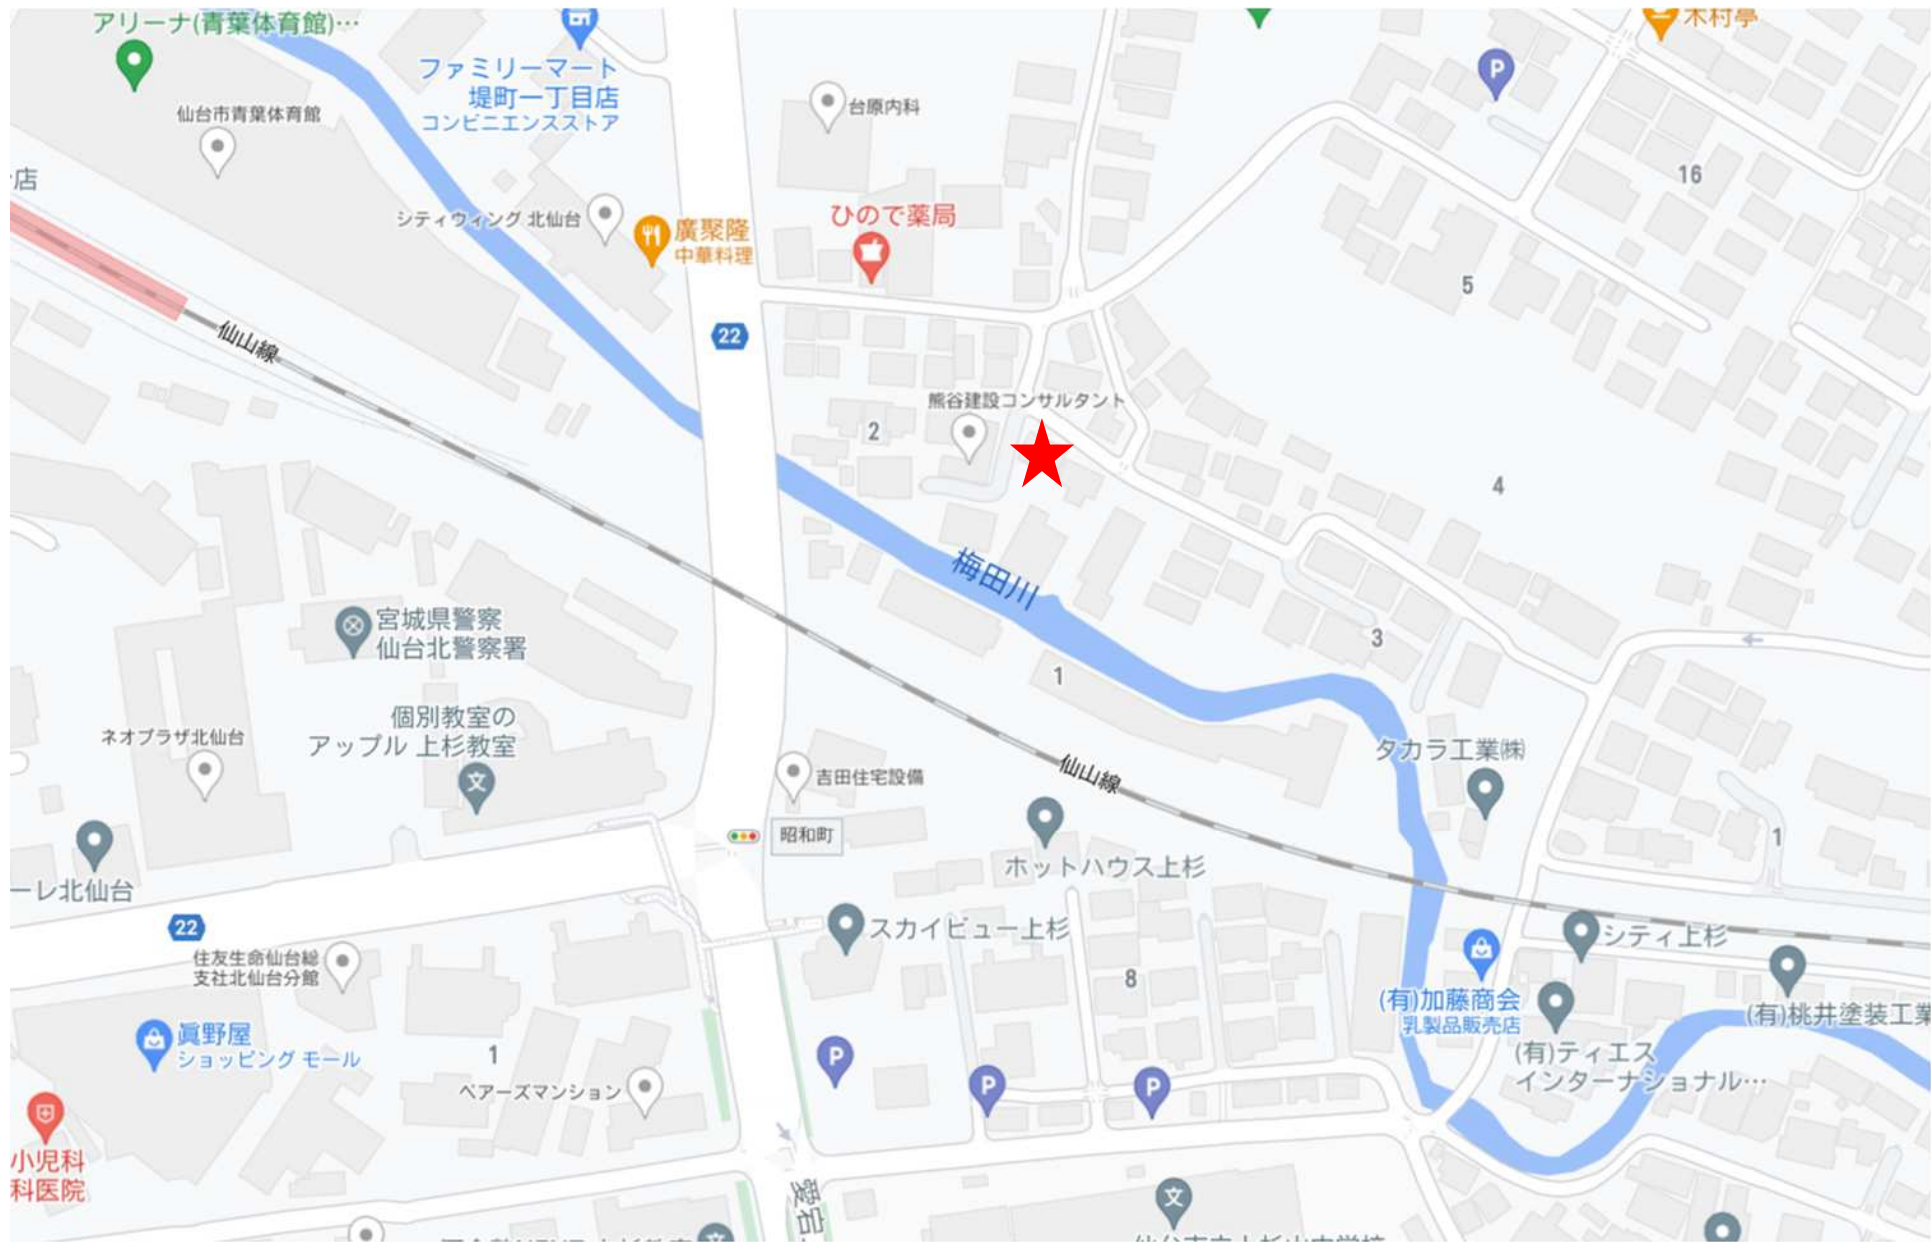 アリーナ(青葉体育館)…
木村亭
ファミリーマート
堤町一丁目店
コンビニエンスストア
P
台原内科
仙台市青葉体育館
店
16
シティウィング 北仙台
廣聚隆
中華料理
ひので薬局
5
仙山線
22
熊谷建設コンサルタント
2
4
梅田川
宮城県警察
仙台北警察署
3
1
個別教室の
アップル 上杉教室
ネオプラザ北仙台
タカラ工業㈱
吉田住宅設備
仙山線
昭和町
1
ホットハウス上杉
ーレ北仙台
22
スカイビュー上杉
シティ上杉
住友生命仙台総
支社北仙台分館
8
(有)加藤商会
乳製品販売店
(有)桃井塗装工業
眞野屋
ショッピング モール
1
P
(有)ティエス
インターナショナル…
ベアーズマンション
P
P
小児科
科医院
愛宕